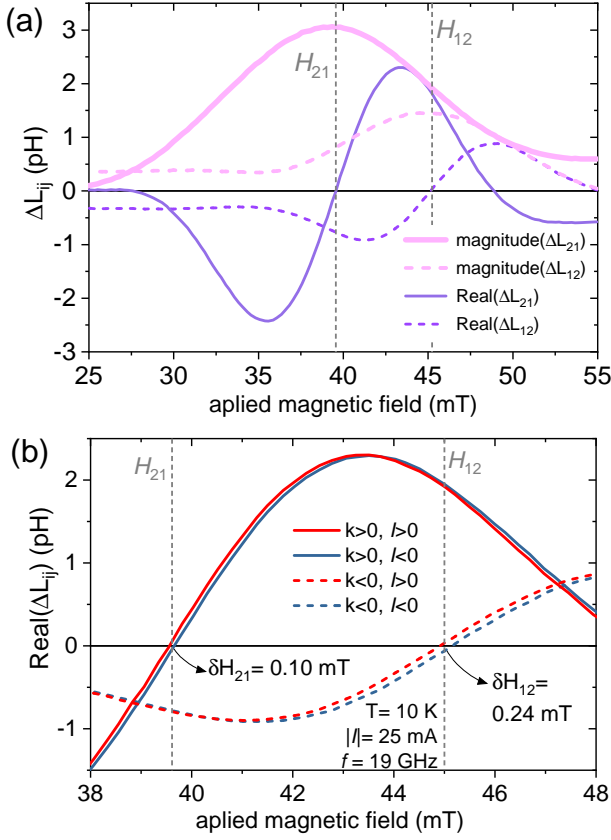 (a)
H21
H12
3
2
1
0
-1
-2
-3
ΔLij (pH)
magnitude(ΔL21)
magnitude(ΔL12)
Real(ΔL21)
Real(ΔL12)
25 30 35 40 45 50 55
aplied magnetic field (mT)
(b)
H21
H12
2
1
0
-1
Real(ΔLij) (pH)
k>0, I>0
k>0, I<0
k<0, I>0
k<0, I<0
δH21= 0.10 mT
δH12=
0.24 mT
T= 10 K
|I|= 25 mA
f = 19 GHz
38 40 42 44 46 48
aplied magnetic field (mT)